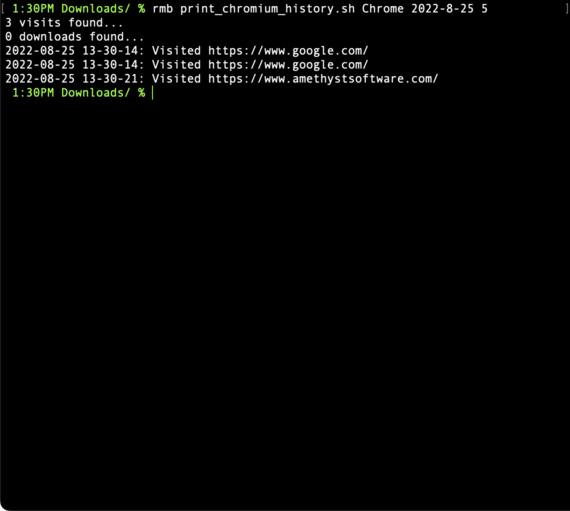 [ 1:30PM Downloads/ % rmb print_chromium_history.sh Chrome 2022-8-25 5 ]
3 visits found...
0 downloads found...
2022-08-25 13-30-14: Visited https://www.google.com/
2022-08-25 13-30-14: Visited https://www.google.com/
2022-08-25 13-30-21: Visited https://www.amethystsoftware.com/
1:30PM Downloads/ %